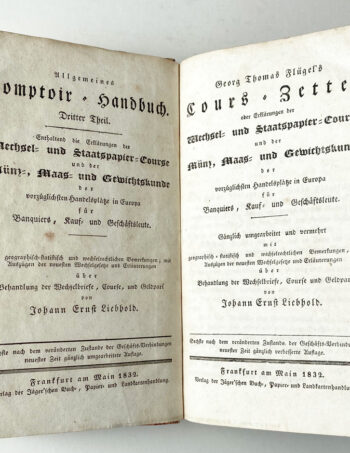 Allgemeines
Comptoir-Handbuch.
Dritter Theil.
Enthaltend die Erklärungen der
Wechsel- und Staatspapier-Course
und der
Münz-, Maas- und Gewichtskunde
der
vorzüglichsten Handelsplätze in Europa
für
Banquiers, Kauf- und Geschäftsleute.
mit
geographisch-statistisch und wechselrechtlichen Bemerkungen,
Auszügen der neuesten Wechselgesetze und Erläuterungen
über
Behandlung der Wechselbriefe, Course, und Geldpari
von
Johann Ernst Liebhold.
Sechste nach dem veränderten Zustande der Geschäfts-Verbindungen
neuester Zeit gänzlich umgearbeitete Auflage.
Frankfurt am Main 1832.
Verlag der Jäger'schen Buch-, Papier- und Landkartenhandlung.
Georg Thomas Flügel's
Cours-Zettel
oder Erklärungen der
Wechsel- und Staatspapier-Course
und der
Münz, Maas- und Gewichtskunde
der
vorzüglichsten Handelsplätze in Europa
für
Banquiers, Kauf- und Geschäftsleute.
Gänzlich umgearbeitet und vermehrt
mit
geographisch-statistisch und wechselrechtlichen Bemerkungen,
mit Auszügen der neuesten Wechselgesetze und Erläuterungen
über
Behandlung der Wechselbriefe, Course und Geldpari
von
Johann Ernst Liebhold.
Sechste nach dem veränderten Zustande der Geschäfts-Verbindungen
neuester Zeit gänzlich verbesserte Auflage.
Frankfurt am Main 1832.
Verlag der Jäger'schen Buch-, Papier- und Landkartenhandlung.